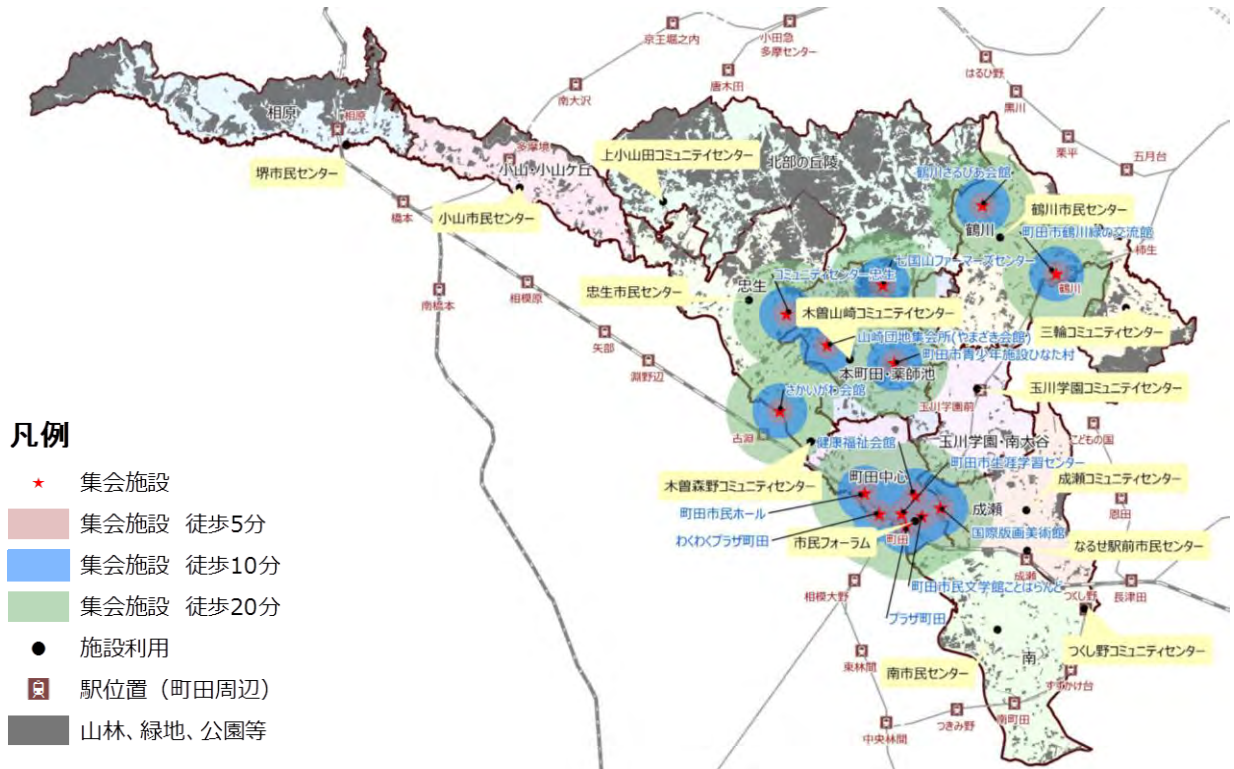 京王堀之内
小田急
多摩センター
はるひ野
唐木田
南大沢
黒川
相原
相原
栗平
五月台
多摩境
小山・小山ケ丘
上小山田コミュニテイセンター
北部の丘陵
鶴川さるびあ会館
堺市民センター
橋本
小山市民センター
鶴川市民センター
鶴川
町田市鶴川緑の交流館
柿生
七国山ファーマーズセンター
コミュニティセンター忠生
鶴川
南橋本
相模原
忠生市民センター
忠生
木曽山崎コミュニテイセンター
三輪コミュニティセンター
矢部
山崎団地集会所(やまざき会館)
町田市青少年施設ひなた村
淵野辺
本町田・薬師池
さかいがわ会館
玉川学園コミュニテイセンター
玉川学園前
こどもの国
古淵
健康福祉会館
玉川学園・南大谷
町田市生涯学習センター
木曽森野コミュニティセンター
町田中心
成瀬コミュニティセンター
町田市民ホール
成瀬
恩田
わくわくプラザ町田
市民フォーラム
町田
国際版画美術館
なるせ駅前市民センター
成瀬
相模大野
町田市民文学館ことばらんど
つくし野
長津田
プラザ町田
つくし野コミュニティセンター
東林間
南市民センター
南
すずかけ台
南町田
つきみ野
中央林間
凡例
集会施設
集会施設 徒歩5分
集会施設 徒歩10分
集会施設 徒歩20分
施設利用
駅位置（町田周辺）
山林、緑地、公園等